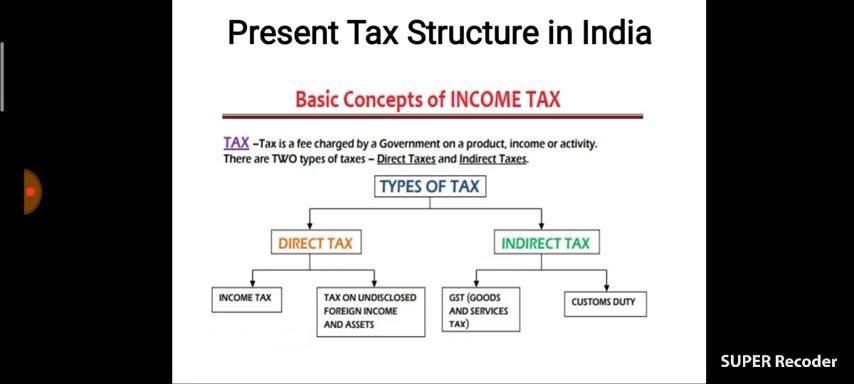 Present Tax Structure in India
Basic Concepts of INCOME TAX
TAX –Tax is a fee charged by a Government on a product, income or activity.
There are TWO types of taxes – Direct Taxes and Indirect Taxes.
TYPES OF TAX
DIRECT TAX
INDIRECT TAX
INCOME TAX
TAX ON UNDISCLOSED
FOREIGN INCOME
AND ASSETS
GST (GOODS
AND SERVICES
TAX)
CUSTOMS DUTY
SUPER Recoder